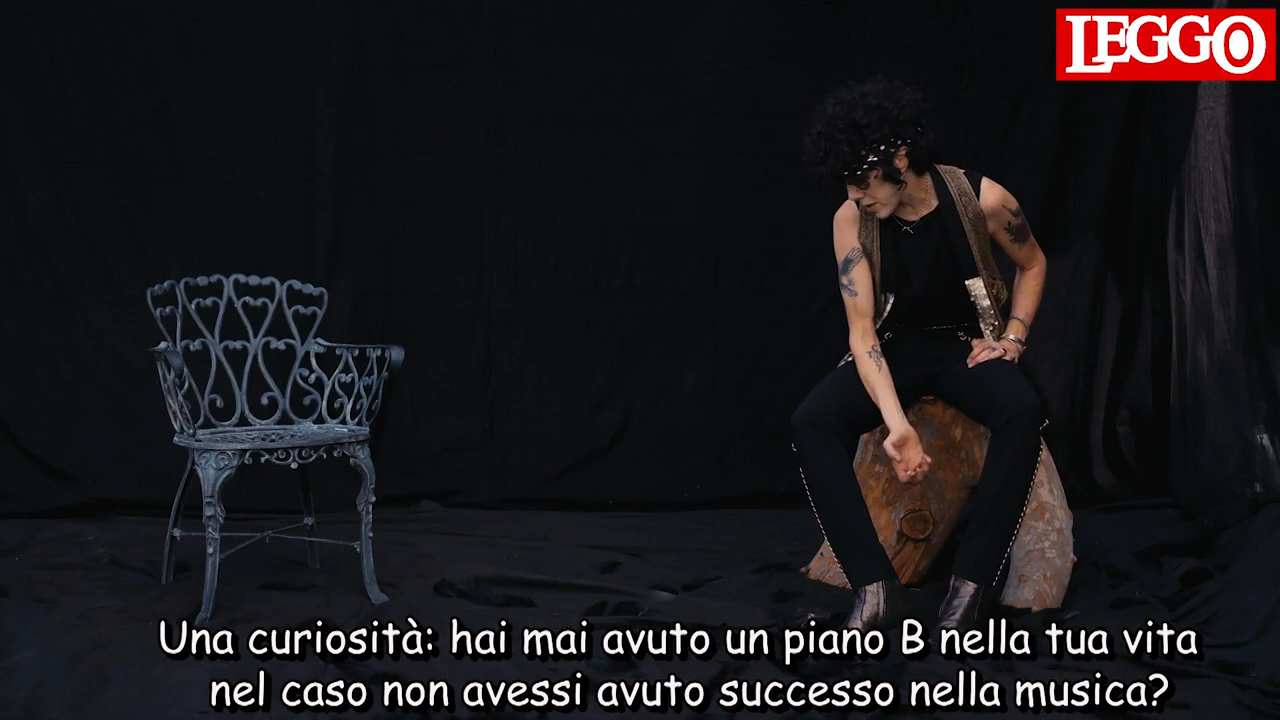 LEGGO
Una curiosità: hai mai avuto un piano B nella tua vita
nel caso non avessi avuto successo nella musica?